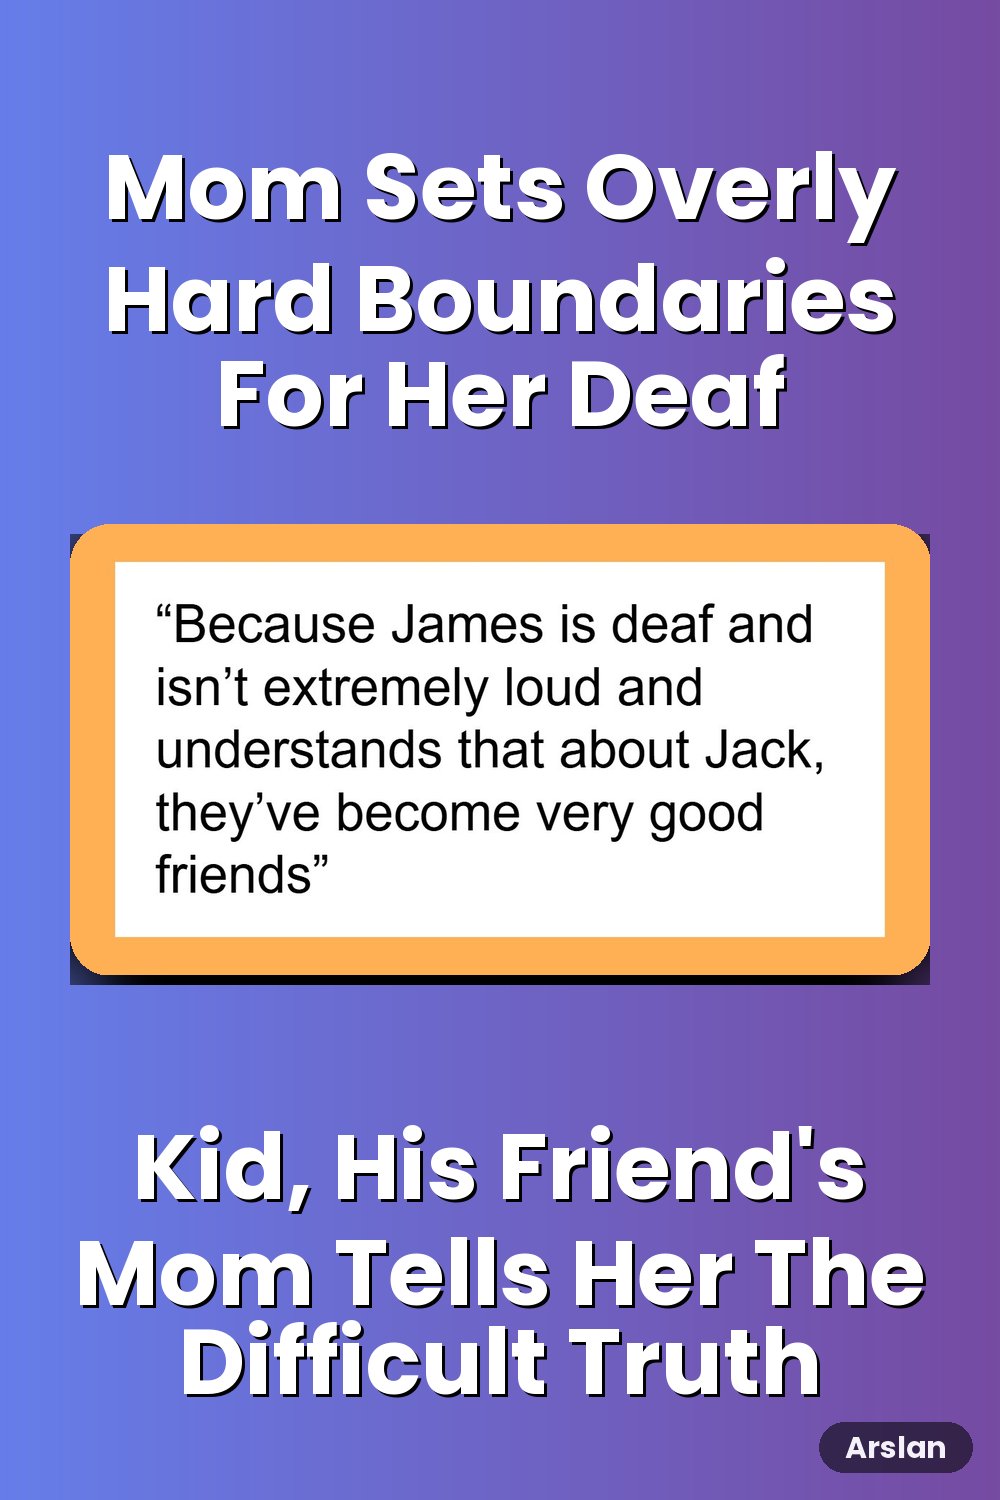 Mom Sets Overly
Hard Boundaries
For Her Deaf
“Because James is deaf and
isn’t extremely loud and
understands that about Jack,
they’ve become very good
friends”
Kid, His Friend's
Mom Tells Her The
Difficult Truth
Arslan